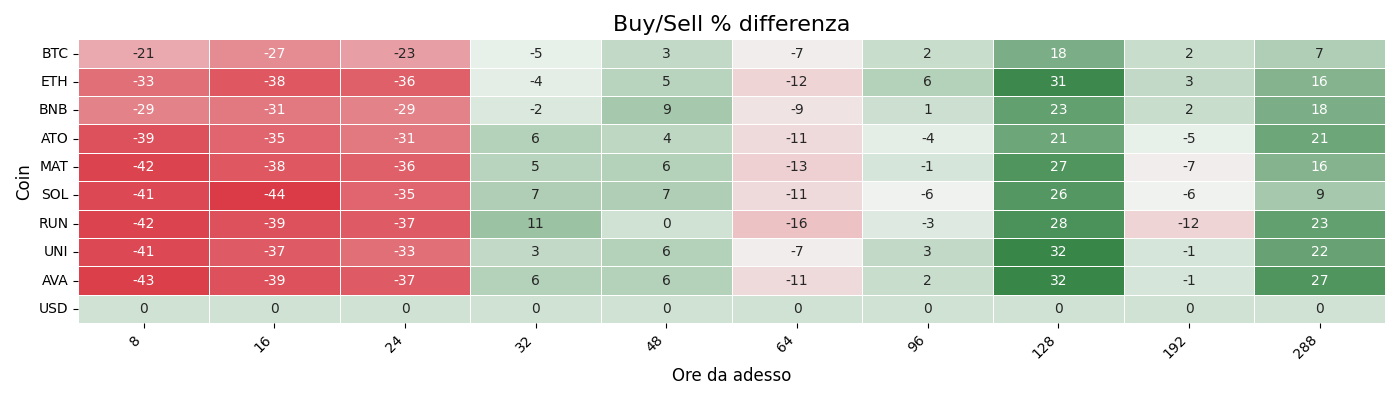 Buy/Sell % differenza
Coin
BTC -21 -27 -23 -5 3 -7 2 18 2 7
ETH -33 -38 -36 -4 5 -12 6 31 3 16
BNB -29 -31 -29 -2 9 -9 1 23 2 18
ATO -39 -35 -31 6 4 -11 -4 21 -5 21
MAT -42 -38 -36 5 6 -13 -1 27 -7 16
SOL -41 -44 -35 7 7 -11 -6 26 -6 9
RUN -42 -39 -37 11 0 -16 -3 28 -12 23
UNI -41 -37 -33 3 6 -7 3 32 -1 22
AVA -43 -39 -37 6 6 -11 2 32 -1 27
USD 0 0 0 0 0 0 0 0 0 0
8 16 24 32 48 64 96 128 192 288
Ore da adesso